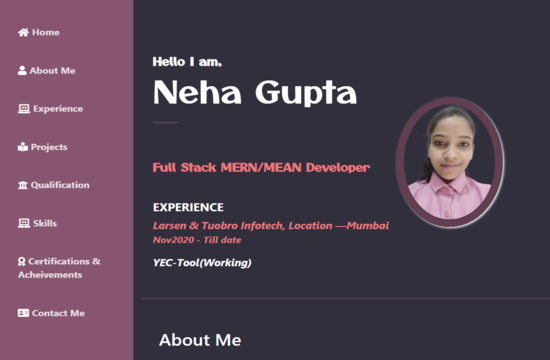 Home
About Me
Experience
Projects
Qualification
Skills
Certifications &
Acheivements
Contact Me
Hello I am,
Neha Gupta
Full Stack MERN/MEAN Developer
EXPERIENCE
Larsen & Tuobro Infotech, Location —Mumbai
Nov2020 - Till date
YEC-Tool(Working)
About Me